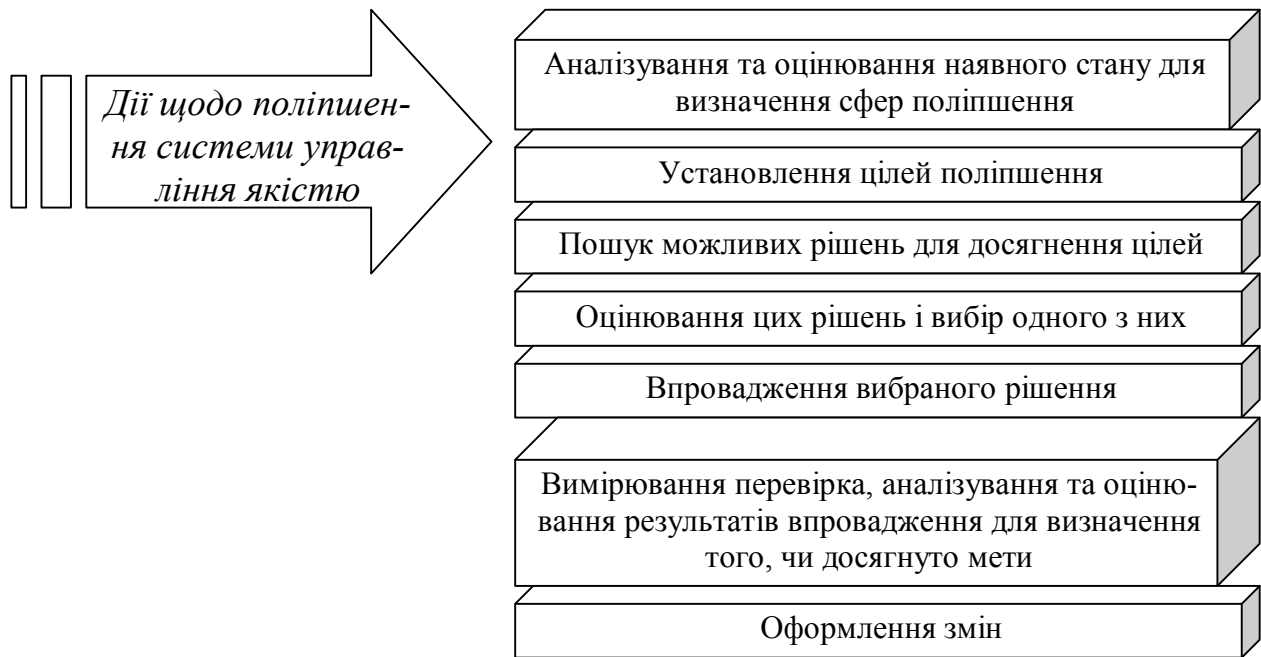 Дії щодо поліпшен-
ня системи управ-
ління якістю
Аналізування та оцінювання наявного стану для
визначення сфер поліпшення
Установлення цілей поліпшення
Пошук можливих рішень для досягнення цілей
Оцінювання цих рішень і вибір одного з них
Впровадження вибраного рішення
Вимірювання перевірка, аналізування та оціню-
вання результатів впровадження для визначення
того, чи досягнуто мети
Оформлення змін